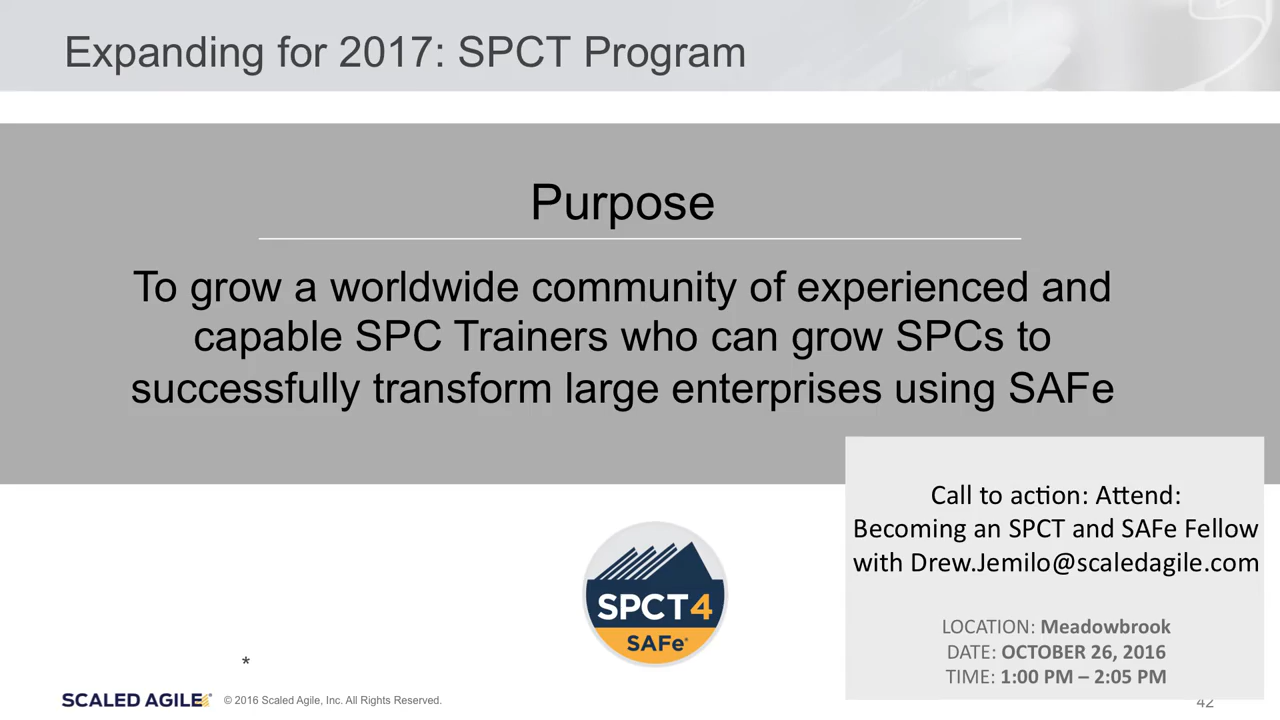 Expanding for 2017: SPCT Program
Purpose
To grow a worldwide community of experienced and
capable SPC Trainers who can grow SPCs to
successfully transform large enterprises using SAFe
Call to action: Attend:
Becoming an SPCT and SAFe Fellow
with Drew.Jemilo@scaledagile.com
LOCATION: Meadowbrook
DATE: OCTOBER 26, 2016
TIME: 1:00 PM – 2:05 PM
SPCT4
SAFe®
*
SCALED AGILE® © 2016 Scaled Agile, Inc. All Rights Reserved.
42